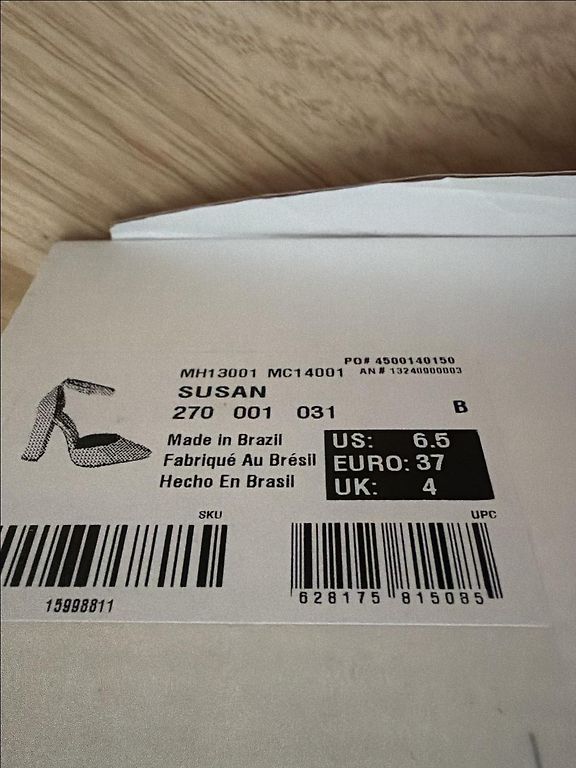 PO# 4500140150
MH13001 MC14001 AN# 13240900003
SUSAN
270 001 031 B
Made in Brazil
Fabriqué Au Brésil
Hecho En Brasil
US: 6.5
EURO: 37
UK: 4
SKU
15998811
UPC
628175 815085